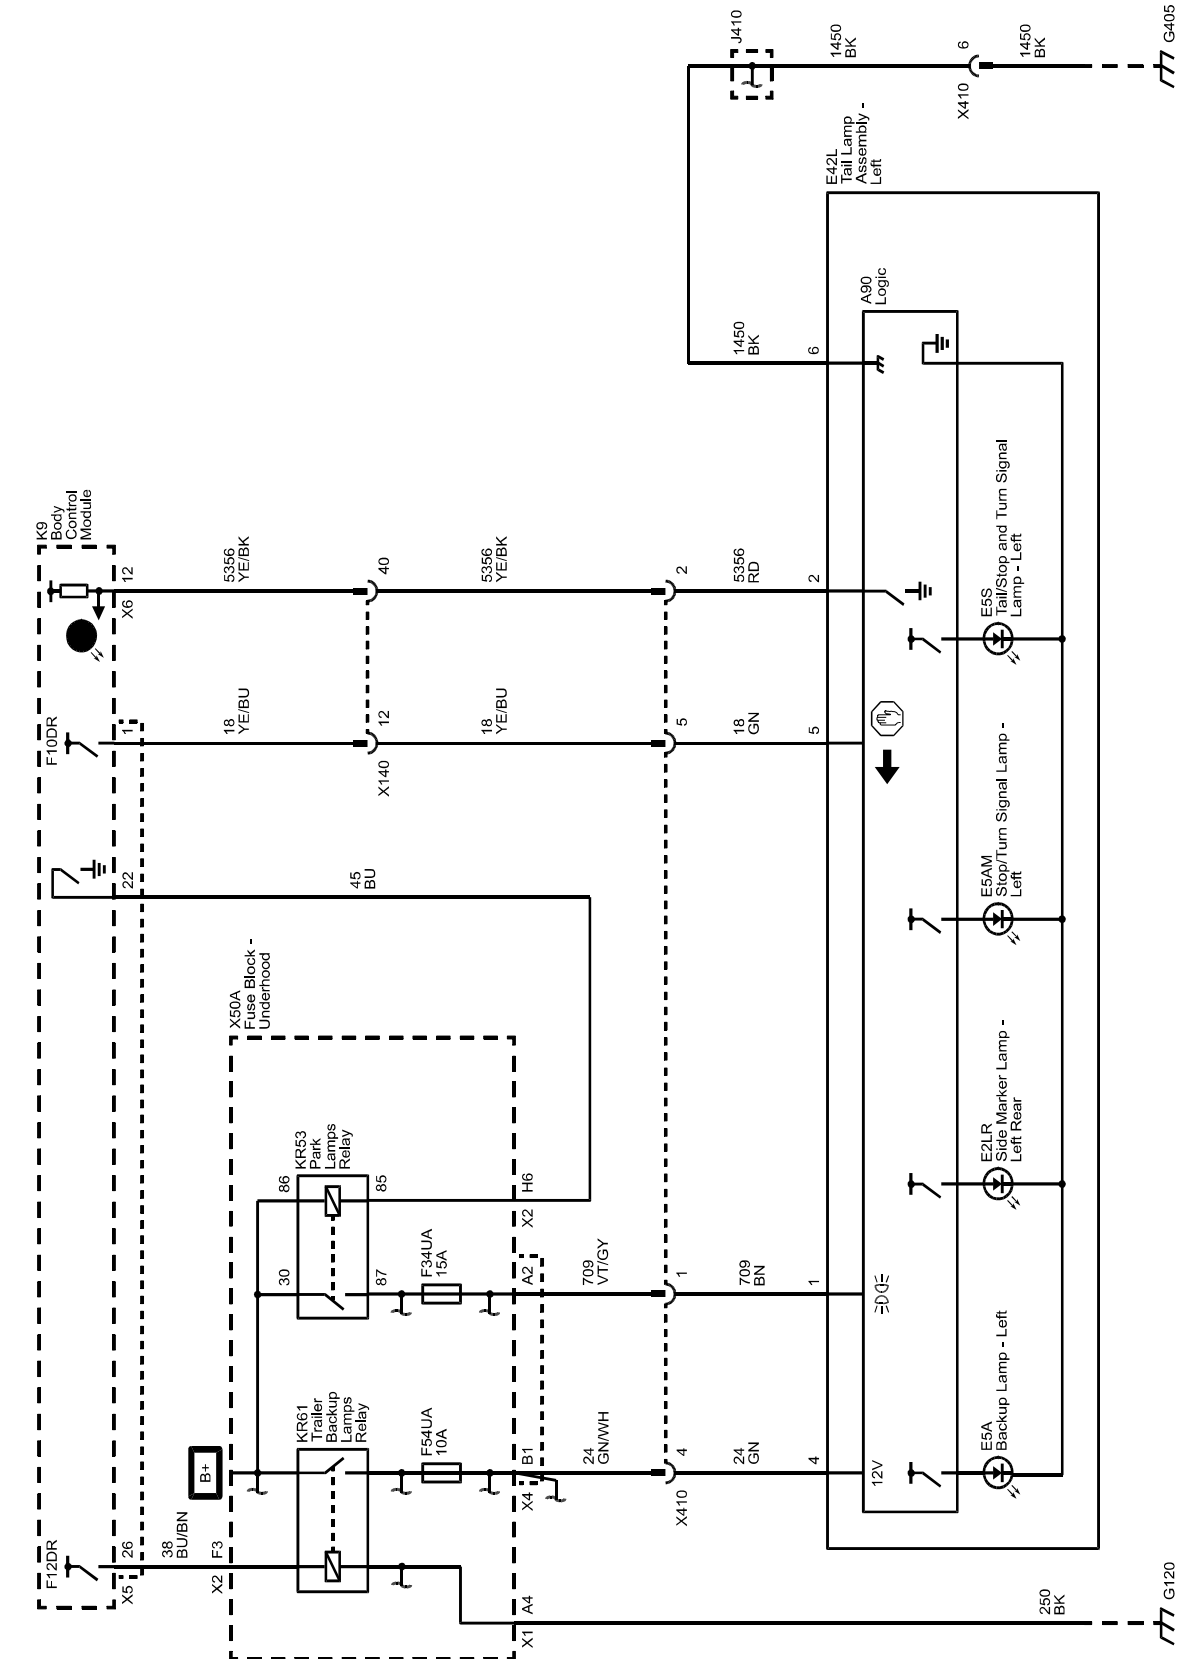 F12DR
F10DR
K9
Body
Control
Module
X5
26
22
1
X6
12
38
BU/BN
B+
45
BU
18
YE/BU
5356
YE/BK
X2
F3
X50A
Fuse Block -
Underhood
KR61
Trailer
Backup
Lamps
Relay
30
86
KR53
Park
Lamps
Relay
87
85
X140
12
40
F54UA
10A
F34UA
15A
18
YE/BU
5356
YE/BK
X1
A4
X4
B1
A2
X2
H6
24
GN/WH
709
VT/GY
X410
4
1
5
2
24
GN
709
BN
18
GN
5356
RD
1450
BK
J410
4
1
5
2
6
E42L
Tail Lamp
Assembly -
Left
1450
BK
12V
A90
Logic
X410
6
E5A
Backup Lamp - Left
E2LR
Side Marker Lamp -
Left Rear
E5AM
Stop/Turn Signal Lamp -
Left
E5S
Tail/Stop and Turn Signal
Lamp - Left
250
BK
1450
BK
G120
G405